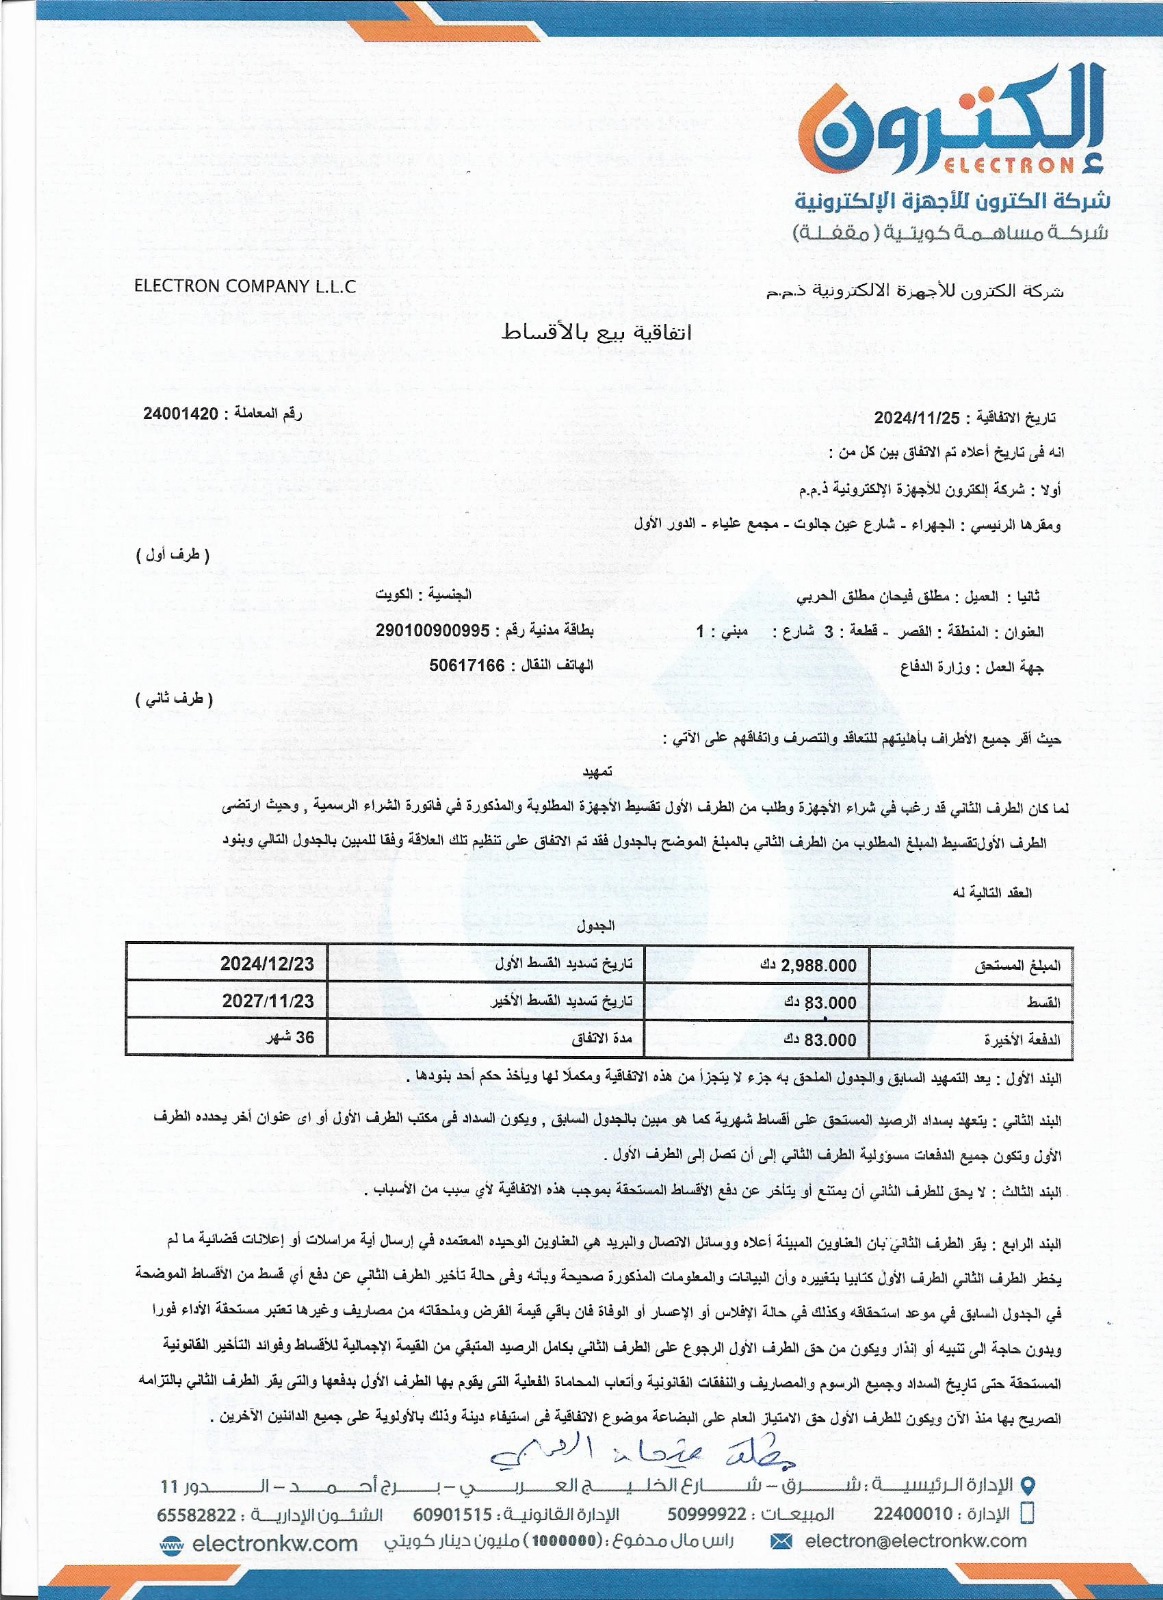 إلكترون
ELECTRON
شركة الكترون للأجهزة الإلكترونية
شركة مساهمة كويتية (مقفلة)
ELECTRON COMPANY L.L.C
شركة الكترون للأجهزة الالكترونية ذ.م.م
اتفاقية بيع بالأقساط
تاريخ الاتفاقية : 2024/11/25 رقم المعاملة : 24001420
انه فى تاريخ أعلاه تم الاتفاق بين كل من :
أولا : شركة إلكترون للأجهزة الإلكترونية ذ.م.م
ومقرها الرئيسي : الجهراء - شارع عين جالوت - مجمع علياء - الدور الأول
( طرف أول )
ثانيا : العميل : مطلق فيحان مطلق الحربي الجنسية : الكويت
العنوان : المنطقة : القصر - قطعة : 3 شارع : مبني : 1 بطاقة مدنية رقم : 290100900995
جهة العمل : وزارة الدفاع الهاتف النقال : 50617166
( طرف ثاني )
حيث أقر جميع الأطراف بأهليتهم للتعاقد والتصرف واتفاقهم على الآتي :
تمهيد
لما كان الطرف الثاني قد رغب في شراء الأجهزة وطلب من الطرف الأول تقسيط الأجهزة المطلوبة والمذكورة في فاتورة الشراء الرسمية , وحيث ارتضى
الطرف الأول تقسيط المبلغ المطلوب من الطرف الثاني بالمبلغ الموضح بالجدول فقد تم الاتفاق على تنظيم تلك العلاقة وفقا للمبين بالجدول التالي وبنود
العقد التالية له
الجدول
المبلغ المستحق 2,988.000 دك تاريخ تسديد القسط الأول 2024/12/23
القسط 83.000 دك تاريخ تسديد القسط الأخير 2027/11/23
الدفعة الأخيرة 83.000 دك مدة الاتفاق 36 شهر
البند الأول : يعد التمهيد السابق والجدول الملحق به جزء لا يتجزأ من هذه الاتفاقية ومكملا لها ويأخذ حكم أحد بنودها .
البند الثاني : يتعهد بسداد الرصيد المستحق على أقساط شهرية كما هو مبين بالجدول السابق , ويكون السداد فى مكتب الطرف الأول أو اى عنوان أخر يحدده الطرف
الأول وتكون جميع الدفعات مسؤولية الطرف الثاني إلى أن تصل إلى الطرف الأول .
البند الثالث : لا يحق للطرف الثاني أن يمتنع أو يتأخر عن دفع الأقساط المستحقة بموجب هذه الاتفاقية لأي سبب من الأسباب .
البند الرابع : يقر الطرف الثاني بان العناوين المبينة أعلاه ووسائل الاتصال والبريد هي العناوين الوحيده المعتمده في إرسال أية مراسلات أو إعلانات قضائية ما لم
يخطر الطرف الثاني الطرف الأول كتابيا بتغييره وأن البيانات والمعلومات المذكورة صحيحة وبأنه وفى حالة تأخير الطرف الثاني عن دفع أي قسط من الأقساط الموضحة
في الجدول السابق في موعد استحقاقه وكذلك في حالة الإفلاس أو الإعسار أو الوفاة فان باقي قيمة القرض وملحقاته من مصاريف وغيرها تعتبر مستحقة الأداء فورا
وبدون حاجة الى تنبيه أو إنذار ويكون من حق الطرف الأول الرجوع على الطرف الثاني بكامل الرصيد المتبقي من القيمة الإجمالية للأقساط وفوائد التأخير القانونية
المستحقة حتى تاريخ السداد وجميع الرسوم والمصاريف والنفقات القانونية وأتعاب المحاماة الفعلية التى يقوم بها الطرف الأول بدفعها والتى يقر الطرف الثاني بالتزامه
الصريح بها منذ الآن ويكون للطرف الأول حق الامتياز العام على البضاعة موضوع الاتفاقية فى استيفاء دينة وذلك بالأولوية على جميع الدائنين الآخرين .
مطلق فيحان الحربي
الإدارة الرئيسية : شرق - شارع الخليج العربي - برج أحمد - الدور 11
الإدارة : 22400010 المبيعات : 50999922 الإدارة القانونية : 60901515 الشئون الإدارية : 65582822
electron@electronkw.com راس مال مدفوع : (1000000) مليون دينار كويتي electronkw.com